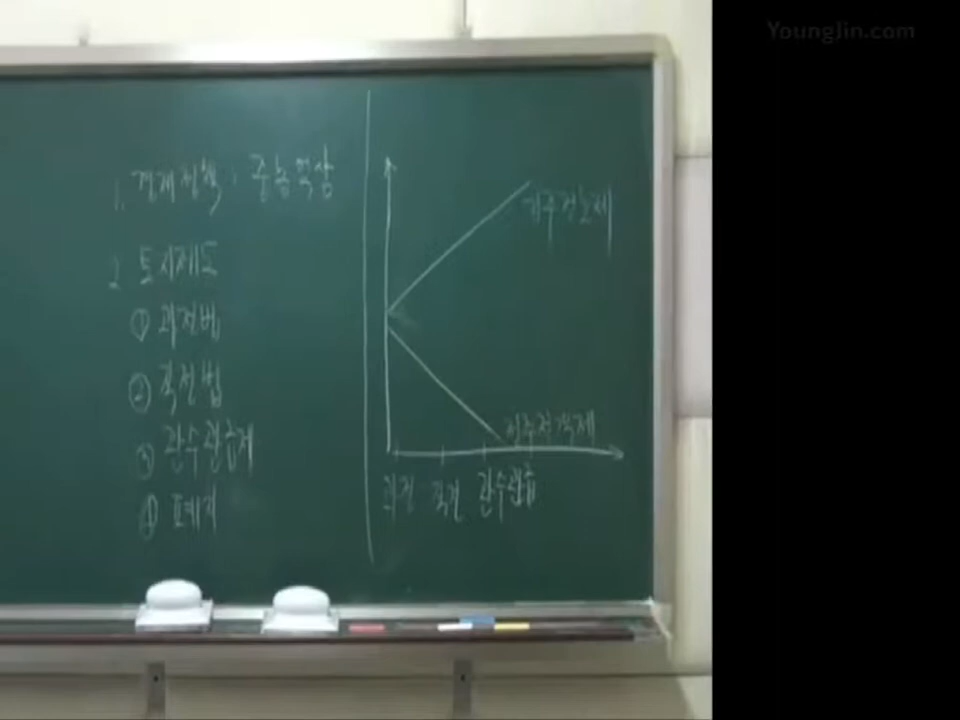 YoungJin.com
1. 경제정책 : 중농억상
2. 토지제도
① 과전법
② 직전법
③ 관수관급제
④ 폐지
지주전호제
전주전객제
과전 직전 관수관급